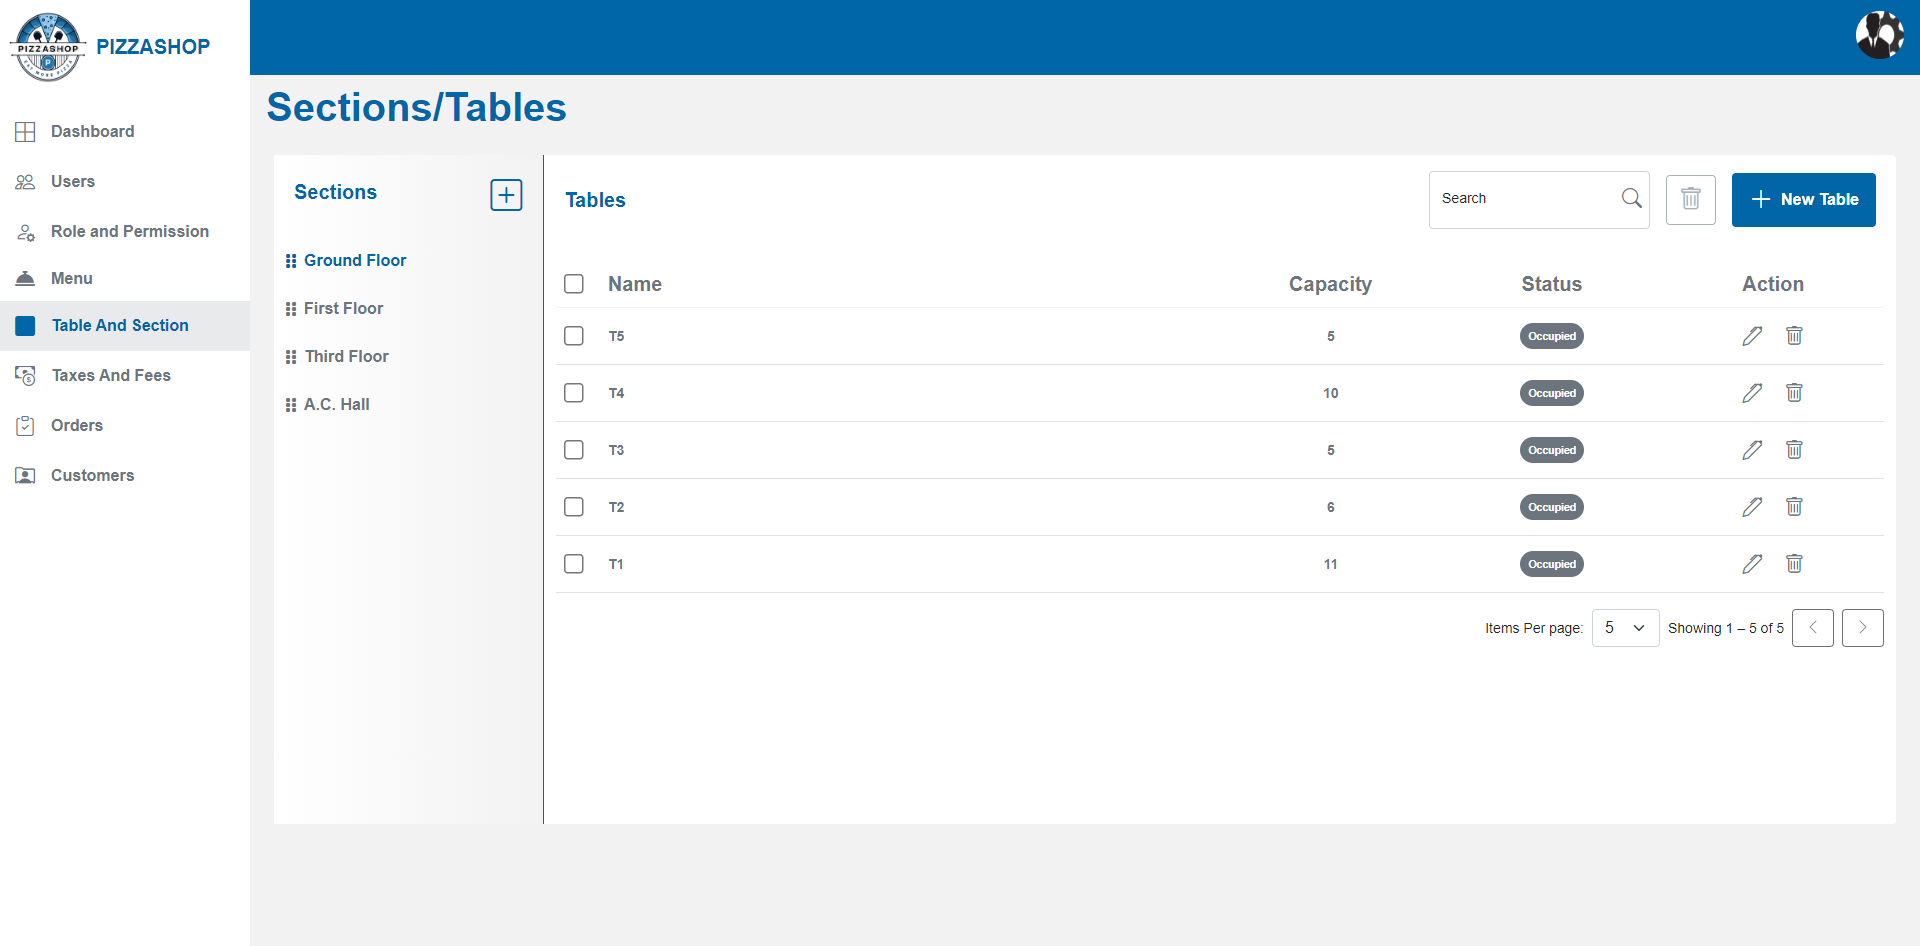 PIZZASHOP
EAT MORE PIZZA
PIZZASHOP
Dashboard
Users
Role and Permission
Menu
Table And Section
Taxes And Fees
Orders
Customers
Sections/Tables
Sections
Ground Floor
First Floor
Third Floor
A.C. Hall
Tables
Search
New Table
Name Capacity Status Action
T5 5 Occupied
T4 10 Occupied
T3 5 Occupied
T2 6 Occupied
T1 11 Occupied
Items Per page: 5 Showing 1 – 5 of 5